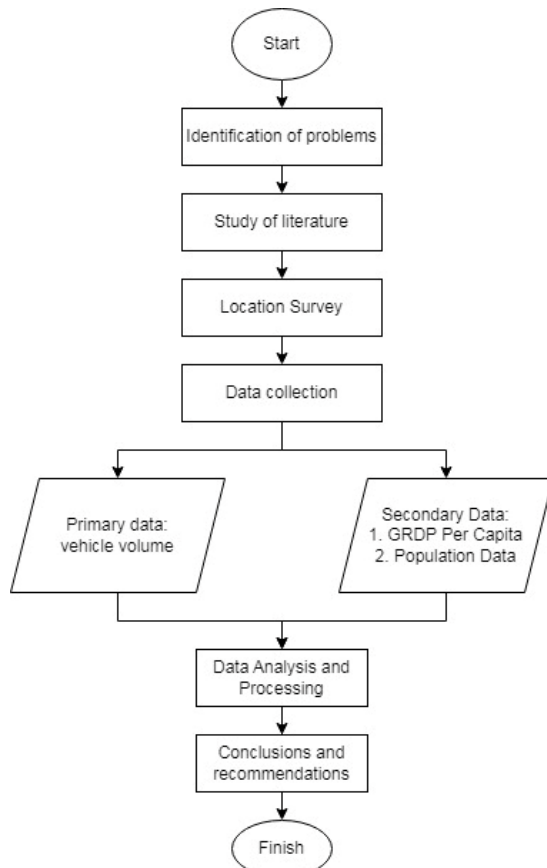 Start
Identification of problems
Study of literature
Location Survey
Data collection
Primary data:
vehicle volume
Secondary Data:
1. GRDP Per Capita
2. Population Data
Data Analysis and
Processing
Conclusions and
recommendations
Finish